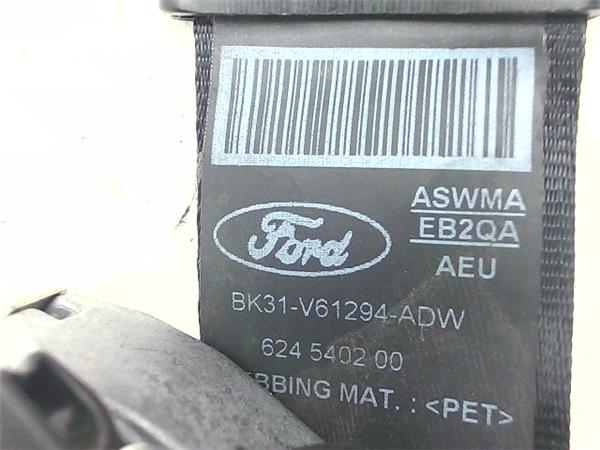 ASWMA
EB2QA
Ford
AEU
BK31-V61294-ADW
624 5402 00
MAT. : <PET>